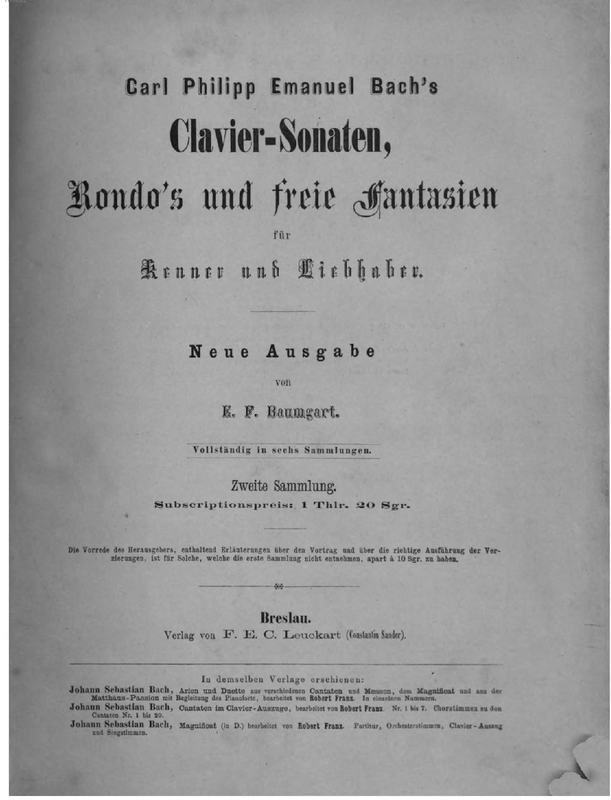 Carl Philipp Emanuel Bach's
Clavier-Sonaten,
Rondo's und freie Fantasien
für
Kenner und Liebhaber.
Neue Ausgabe
von
E. F. Baumgart.
Vollständig in sechs Sammlungen.
Zweite Sammlung.
Subscriptionspreis: 1 Thlr. 20 Sgr.
Die Vorrede des Herausgebers, enthaltend Erläuterungen über den Vortrag und über die richtige Ausführung der Ver-
zierungen, ist für Solche, welche die erste Sammlung nicht entnehmen, apart à 10 Sgr. zu haben.
Breslau.
Verlag von F. E. C. Leuckart (Constantin Sander).
In demselben Verlage erschienen:
Johann Sebastian Bach, Arien und Duette aus verschiedenen Cantaten und Messen, dem Magnificat und aus der
Matthäus-Passion mit Begleitung des Pianoforte, bearbeitet von Robert Franz. In einzelnen Nummern.
Johann Sebastian Bach, Cantaten im Clavier-Auszuge, bearbeitet von Robert Franz. Nr. 1 bis 7. Chorstimmen zu den
Cantaten Nr. 1 bis 20.
Johann Sebastian Bach, Magnificat (in D.) bearbeitet von Robert Franz. Partitur, Orchesterstimmen, Clavier-Auszug
und Singstimmen.